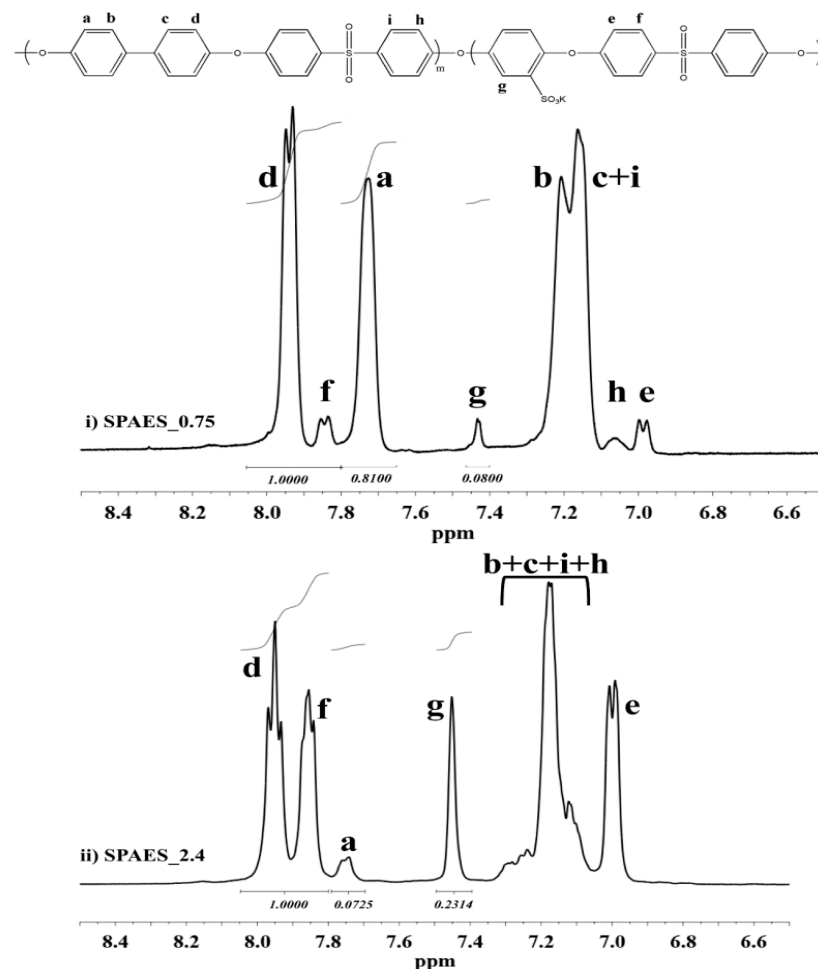 a b c d i h e f
O O S O O O m O O S O O O
g SO₃K
d a b c+i
f g h e
i) SPAES_0.75
1.0000 0.8100 0.0800
8.4 8.2 8.0 7.8 7.6 7.4 7.2 7.0 6.8 6.6
ppm
b+c+i+h
d f g e
a
ii) SPAES_2.4
1.0000 0.0725 0.2314
8.4 8.2 8.0 7.8 7.6 7.4 7.2 7.0 6.8 6.6
ppm